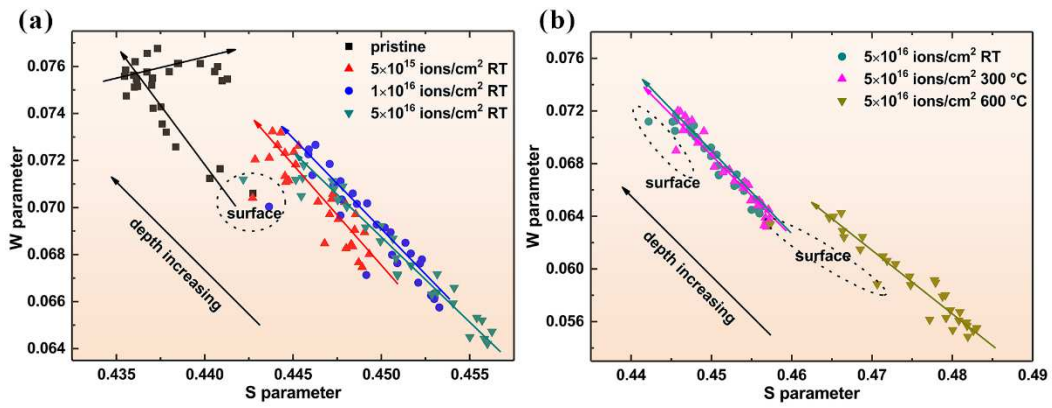 (a)
0.076
0.074
0.072
0.070
0.068
0.066
0.064
W parameter
0.435
0.440
0.445
0.450
0.455
S parameter
pristine
5×10¹⁵ ions/cm² RT
1×10¹⁶ ions/cm² RT
5×10¹⁶ ions/cm² RT
surface
depth increasing
(b)
0.076
0.072
0.068
0.064
0.060
0.056
W parameter
0.44
0.45
0.46
0.47
0.48
0.49
S parameter
5×10¹⁶ ions/cm² RT
5×10¹⁶ ions/cm² 300 °C
5×10¹⁶ ions/cm² 600 °C
surface
surface
depth increasing